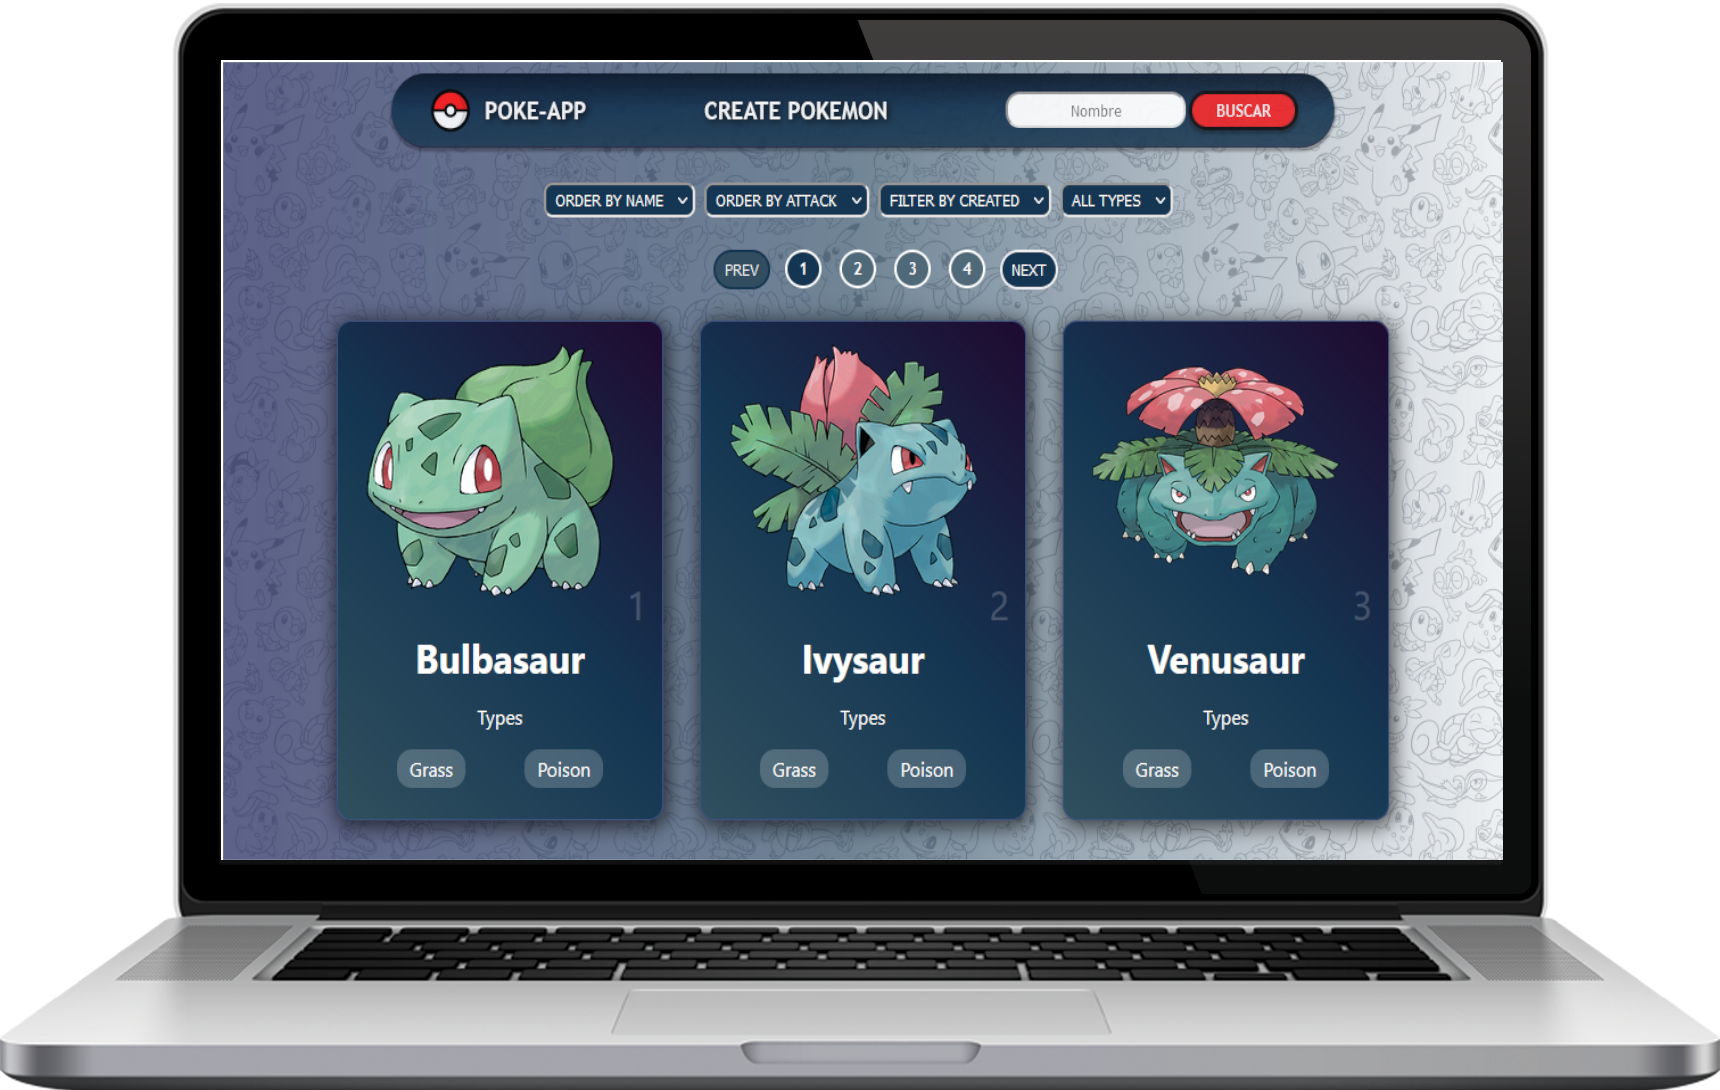 POKE-APP CREATE POKEMON Nombre BUSCAR
ORDER BY NAME ORDER BY ATTACK FILTER BY CREATED ALL TYPES
PREV 1 2 3 4 NEXT
1 2 3
Bulbasaur Ivysaur Venusaur
Types Types Types
Grass Poison Grass Poison Grass Poison